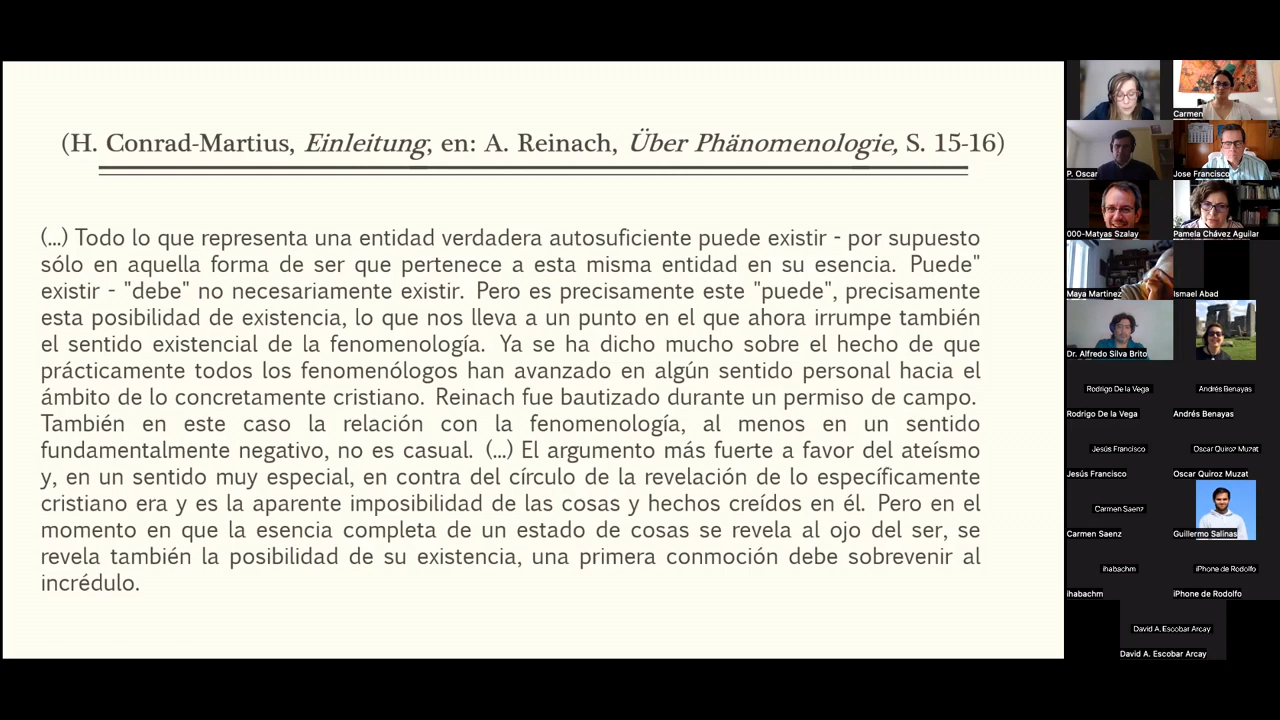 (H. Conrad-Martius, Einleitung; en: A. Reinach, Über Phänomenologie, S. 15-16)
(...) Todo lo que representa una entidad verdadera autosuficiente puede existir - por supuesto
sólo en aquella forma de ser que pertenece a esta misma entidad en su esencia. Puede"
existir - "debe" no necesariamente existir. Pero es precisamente este "puede", precisamente
esta posibilidad de existencia, lo que nos lleva a un punto en el que ahora irrumpe también
el sentido existencial de la fenomenología. Ya se ha dicho mucho sobre el hecho de que
prácticamente todos los fenomenólogos han avanzado en algún sentido personal hacia el
ámbito de lo concretamente cristiano. Reinach fue bautizado durante un permiso de campo.
También en este caso la relación con la fenomenología, al menos en un sentido
fundamentalmente negativo, no es casual. (...) El argumento más fuerte a favor del ateísmo
y, en un sentido muy especial, en contra del círculo de la revelación de lo específicamente
cristiano era y es la aparente imposibilidad de las cosas y hechos creídos en él. Pero en el
momento en que la esencia completa de un estado de cosas se revela al ojo del ser, se
revela también la posibilidad de su existencia, una primera conmoción debe sobrevenir al
incrédulo.
Carmen
P. Oscar
Jose Francisco
000-Matyas Szalay
Pamela Chávez Aguilar
Maya Martínez
Ismael Abad
Dr. Alfredo Silva Brito
Rodrigo De la Vega
Andrés Benayas
Rodrigo De la Vega
Andrés Benayas
Jesús Francisco
Oscar Quiroz Muzat
Jesús Francisco
Oscar Quiroz Muzat
Carmen Saenz
Carmen Saenz
Guillermo Salinas
ihabachm
iPhone de Rodolfo
ihabachm
iPhone de Rodolfo
David A. Escobar Arcay
David A. Escobar Arcay